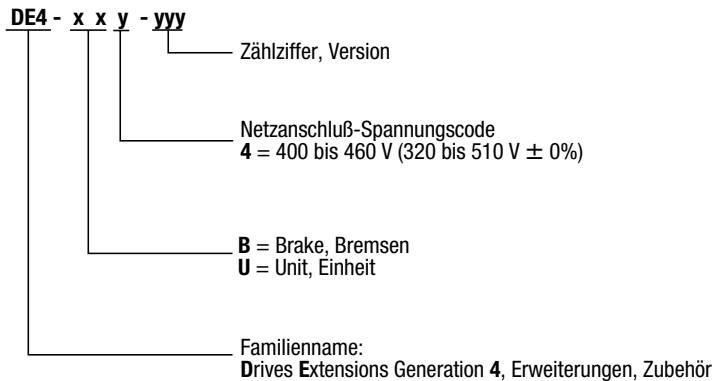 DE4 - x x y - yyy
Zählziffer, Version
Netzanschluß-Spannungscode
4 = 400 bis 460 V (320 bis 510 V ± 0%)
B = Brake, Bremsen
U = Unit, Einheit
Familienname:
Drives Extensions Generation 4, Erweiterungen, Zubehör